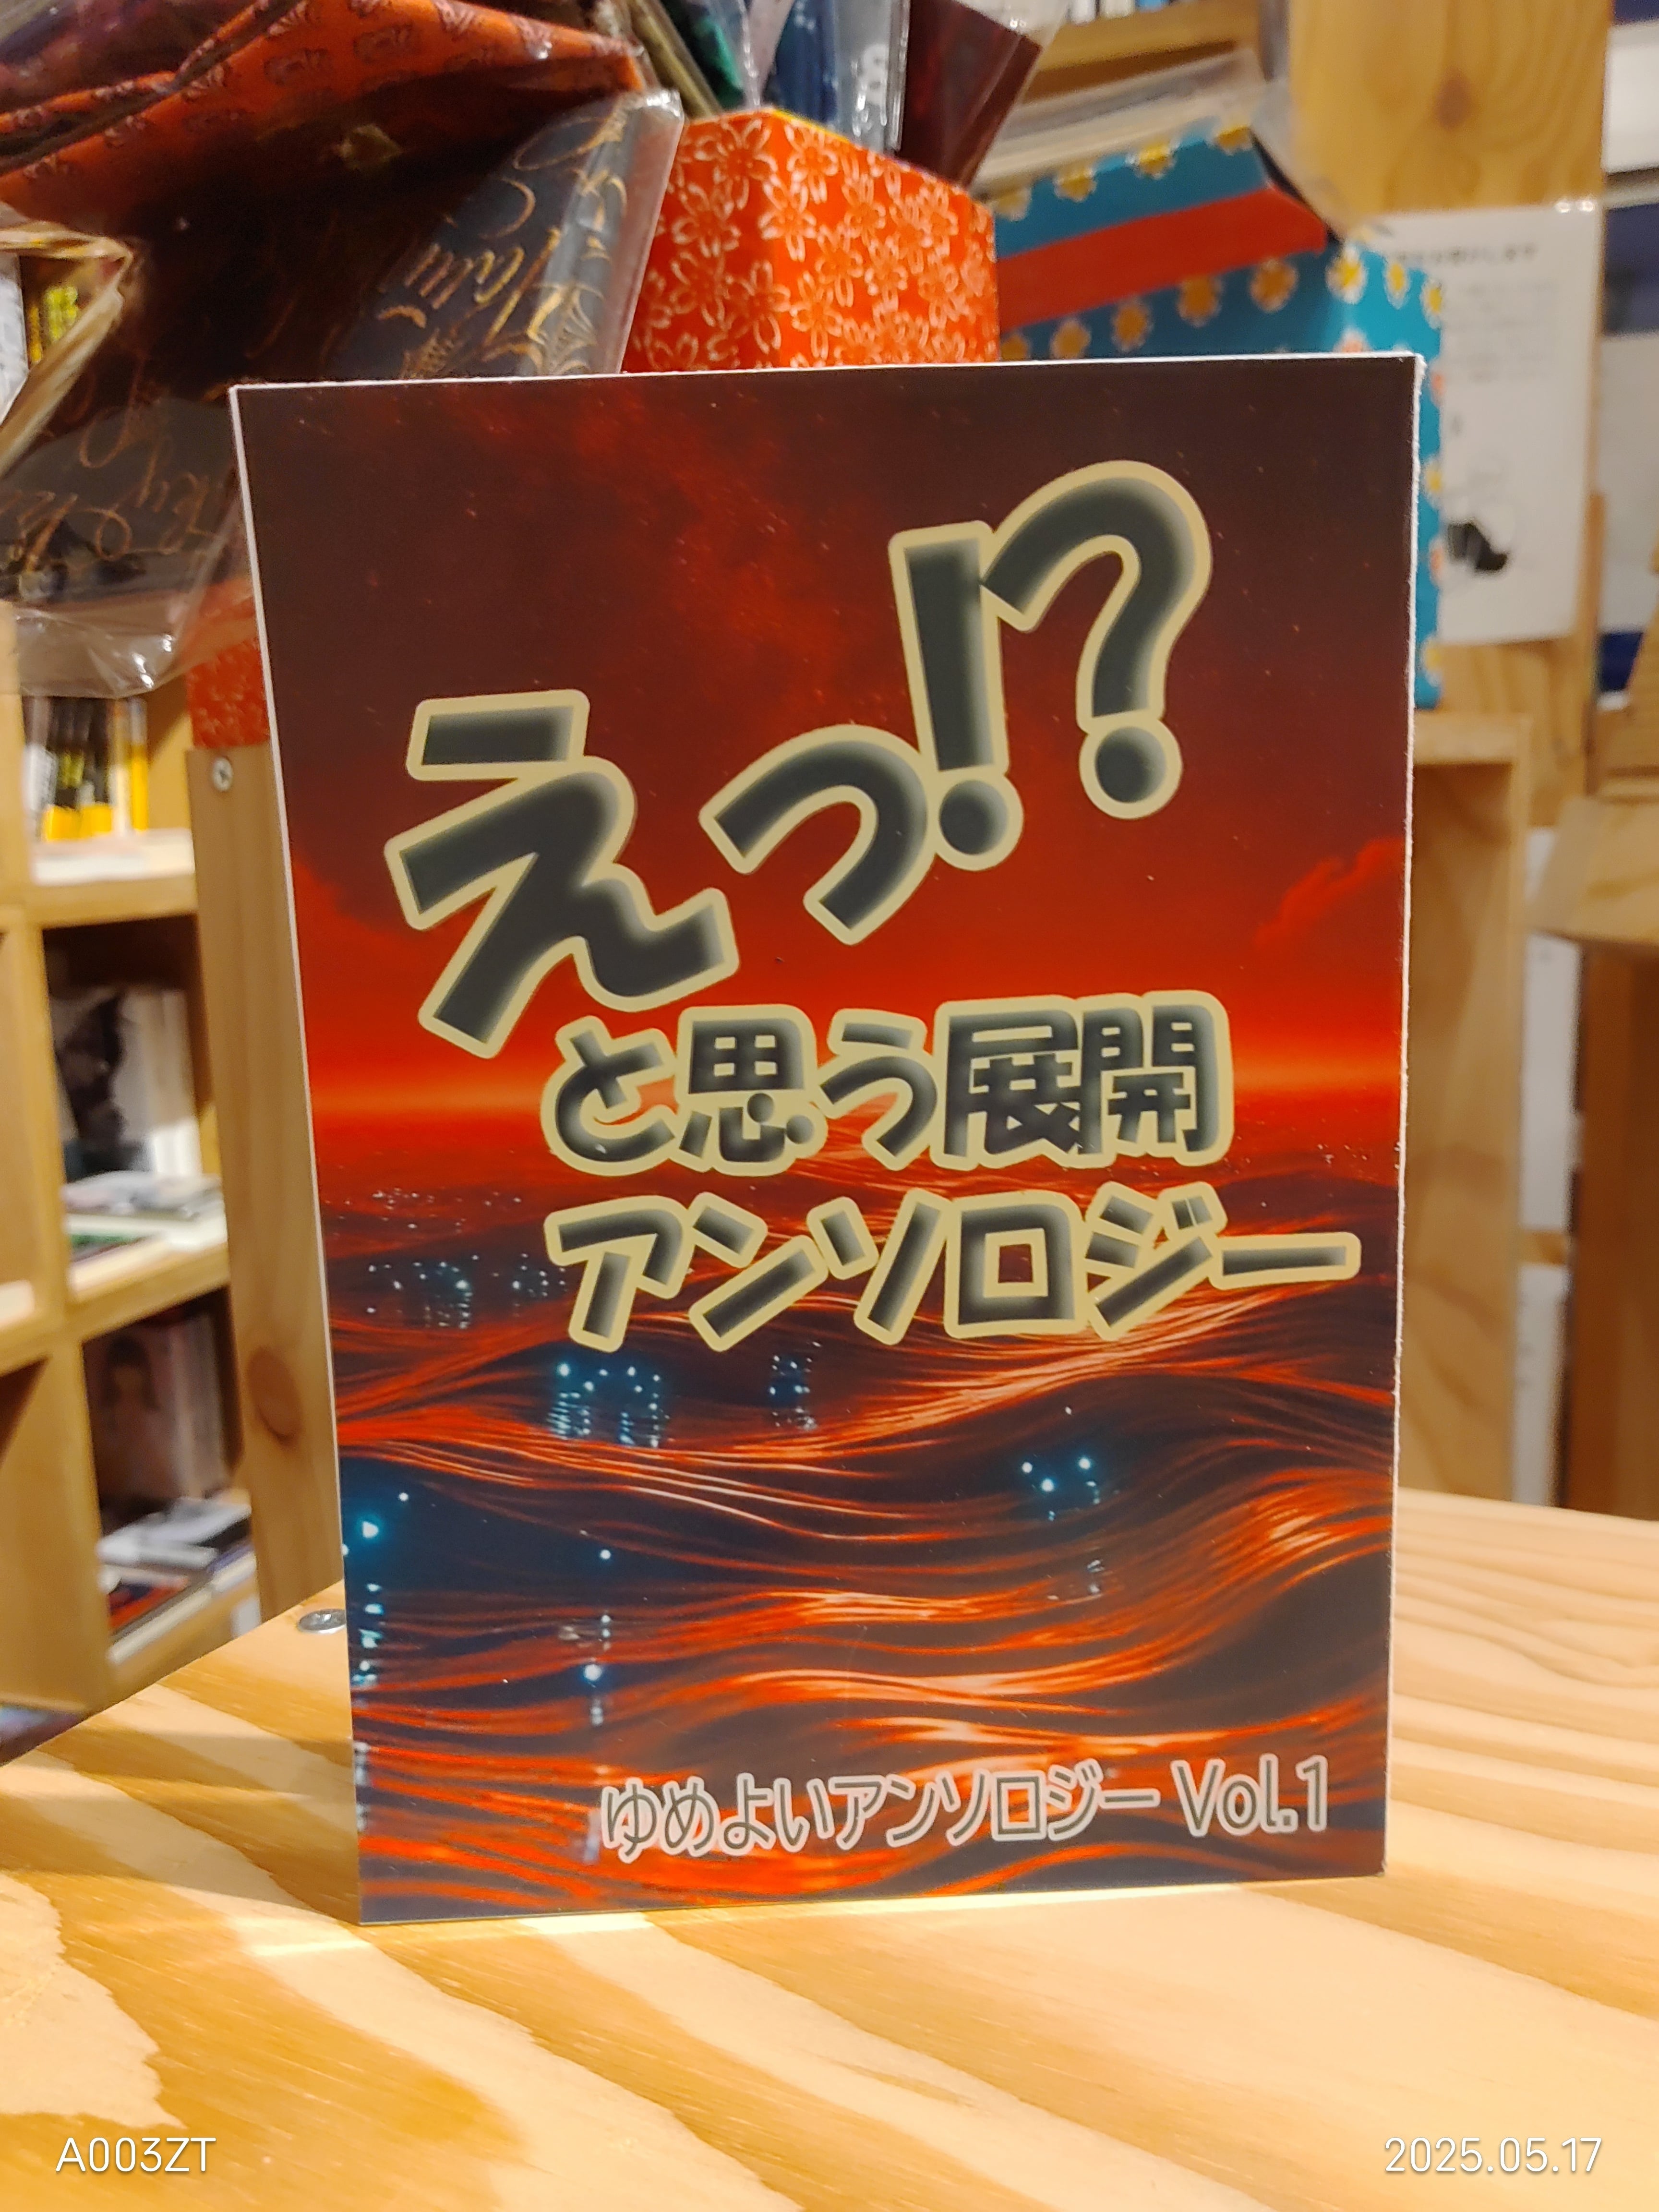 えっ!?
と思う展開
アンソロジー
ゆめよいアンソロジー Vol.1
A003ZT
2025.05.17